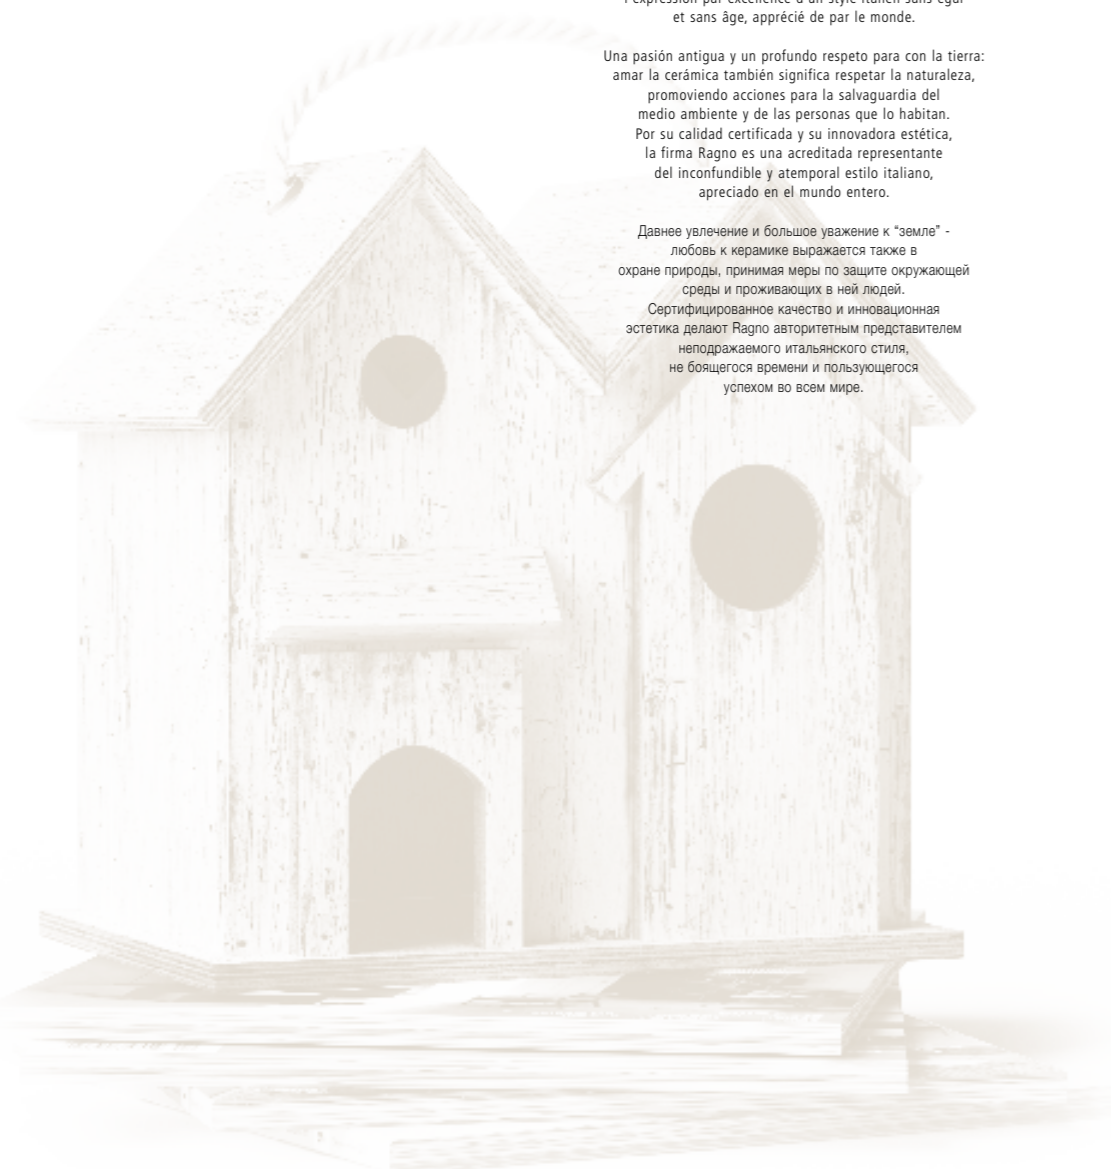 et sans âge, apprécié de par le monde.
Una pasión antigua y un profundo respeto para con la tierra:
amar la cerámica también significa respetar la naturaleza,
promoviendo acciones para la salvaguardia del
medio ambiente y de las personas que lo habitan.
Por su calidad certificada y su innovadora estética,
la firma Ragno es una acreditada representante
del inconfundible y atemporal estilo italiano,
apreciado en el mundo entero.
Давнее увлечение и большое уважение к “земле” -
любовь к керамике выражается также в
охране природы, принимая меры по защите окружающей
среды и проживающих в ней людей.
Сертифицированное качество и инновационная
эстетика делают Ragno авторитетным представителем
неподражаемого итальянского стиля,
не боящегося времени и пользующегося
успехом во всем мире.